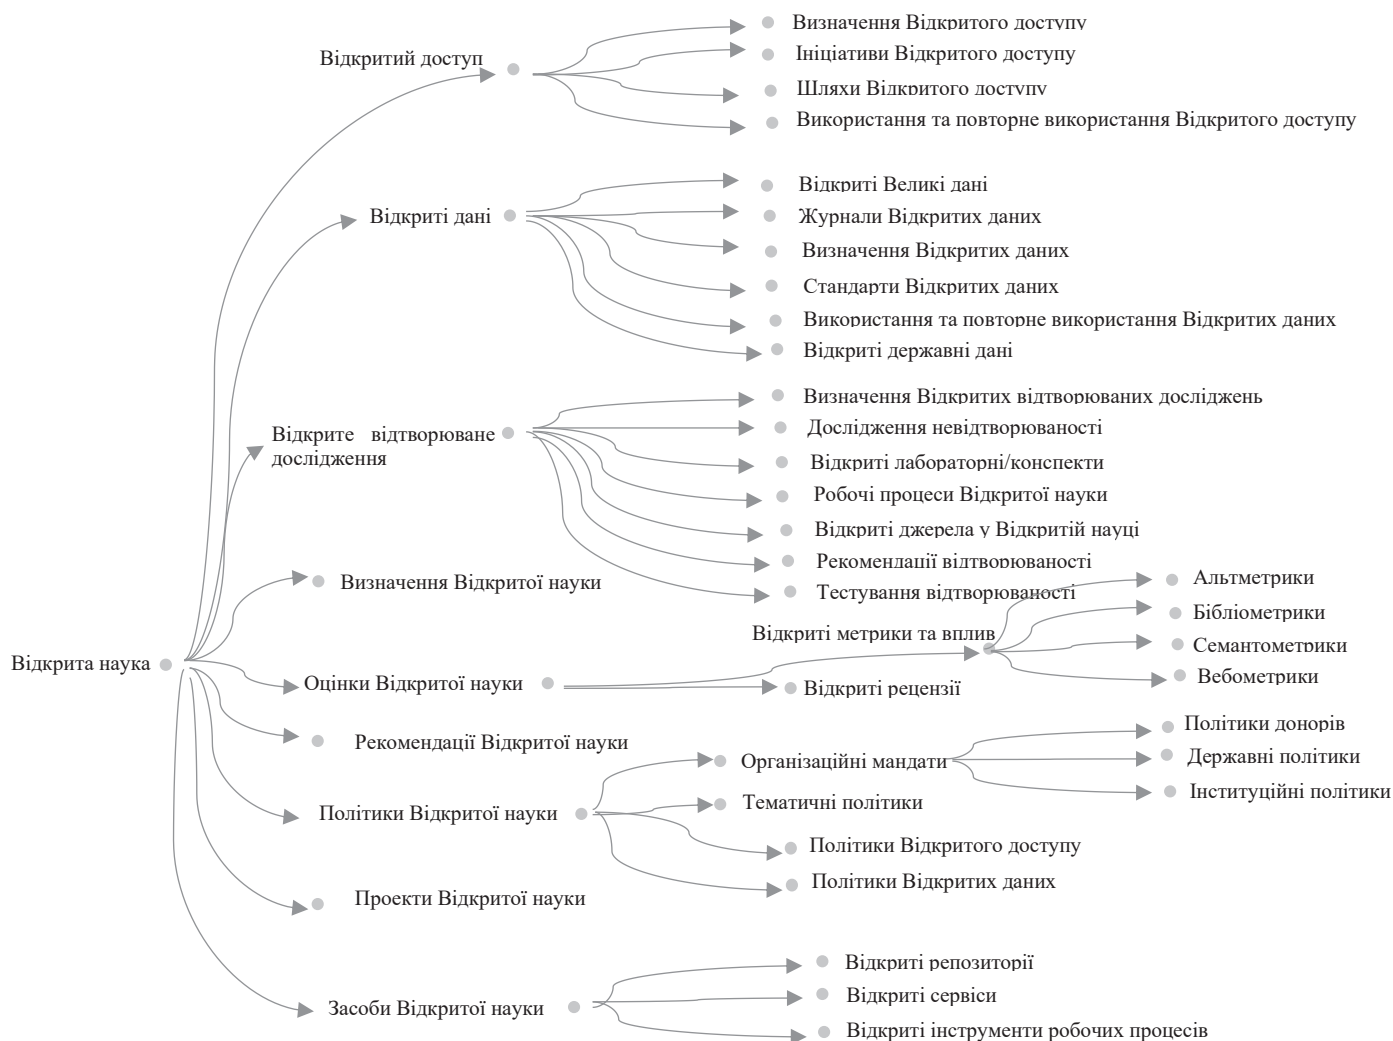 Відкрита наука
Відкритий доступ
Визначення Відкритого доступу
Ініціативи Відкритого доступу
Шляхи Відкритого доступу
Використання та повторне використання Відкритого доступу
Відкриті дані
Відкриті Великі дані
Журнали Відкритих даних
Визначення Відкритих даних
Стандарти Відкритих даних
Використання та повторне використання Відкритих даних
Відкриті державні дані
Відкрите відтворюване
дослідження
Визначення Відкритих відтворюваних досліджень
Дослідження невідтворюваності
Відкриті лабораторні/конспекти
Робочі процеси Відкритої науки
Відкриті джерела у Відкритій науці
Рекомендації відтворюваності
Тестування відтворюваності
Визначення Відкритої науки
Оцінки Відкритої науки
Відкриті метрики та вплив
Альтметрики
Бібліометрики
Семантометрики
Вебометрики
Відкриті рецензії
Рекомендації Відкритої науки
Політики Відкритої науки
Організаційні мандати
Політики донорів
Державні політики
Інституційні політики
Тематичні політики
Політики Відкритого доступу
Політики Відкритих даних
Проекти Відкритої науки
Засоби Відкритої науки
Відкриті репозиторії
Відкриті сервіси
Відкриті інструменти робочих процесів